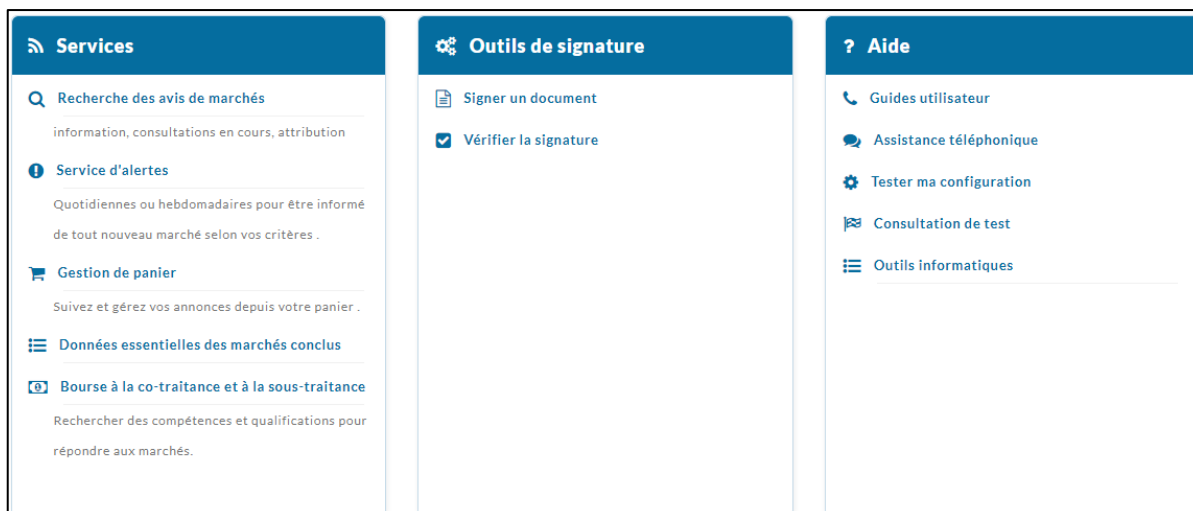 Services
Recherche des avis de marchés
information, consultations en cours, attribution
Service d'alertes
Quotidiennes ou hebdomadaires pour être informé
de tout nouveau marché selon vos critères .
Gestion de panier
Suivez et gérez vos annonces depuis votre panier .
Données essentielles des marchés conclus
Bourse à la co-traitance et à la sous-traitance
Rechercher des compétences et qualifications pour
répondre aux marchés.
Outils de signature
Signer un document
Vérifier la signature
? Aide
Guides utilisateur
Assistance téléphonique
Tester ma configuration
Consultation de test
Outils informatiques